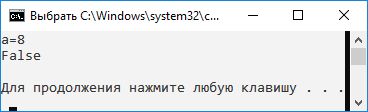 Выбрать C:\Windows\system32\c...
a=8
False
Для продолжения нажмите любую клавишу . . .